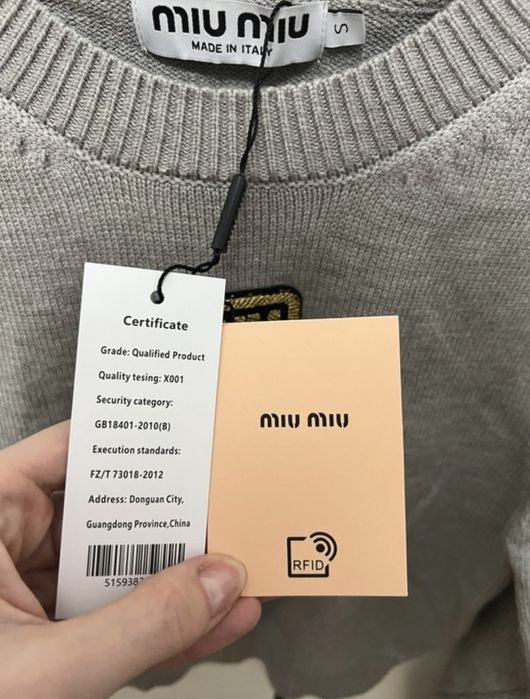 miu miu
MADE IN ITALY
S
Certificate
Grade: Qualified Product
Quality tesing: X001
Security category:
GB18401-2010(B)
Execution standards:
FZ/T 73018-2012
Address: Donguan City,
Guangdong Province,China
miu miu
RFID